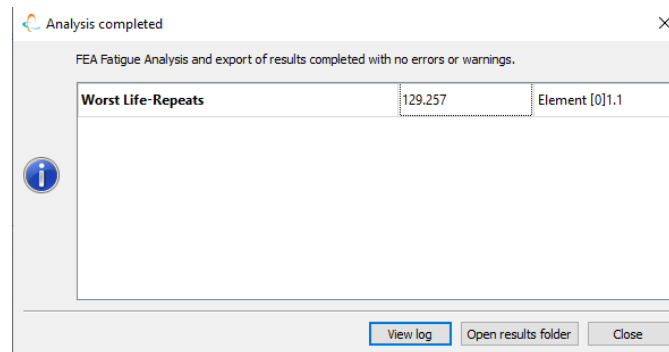 Analysis completed
FEA Fatigue Analysis and export of results completed with no errors or warnings.
Worst Life-Repeats 129.257 Element [0]1.1
View log Open results folder Close